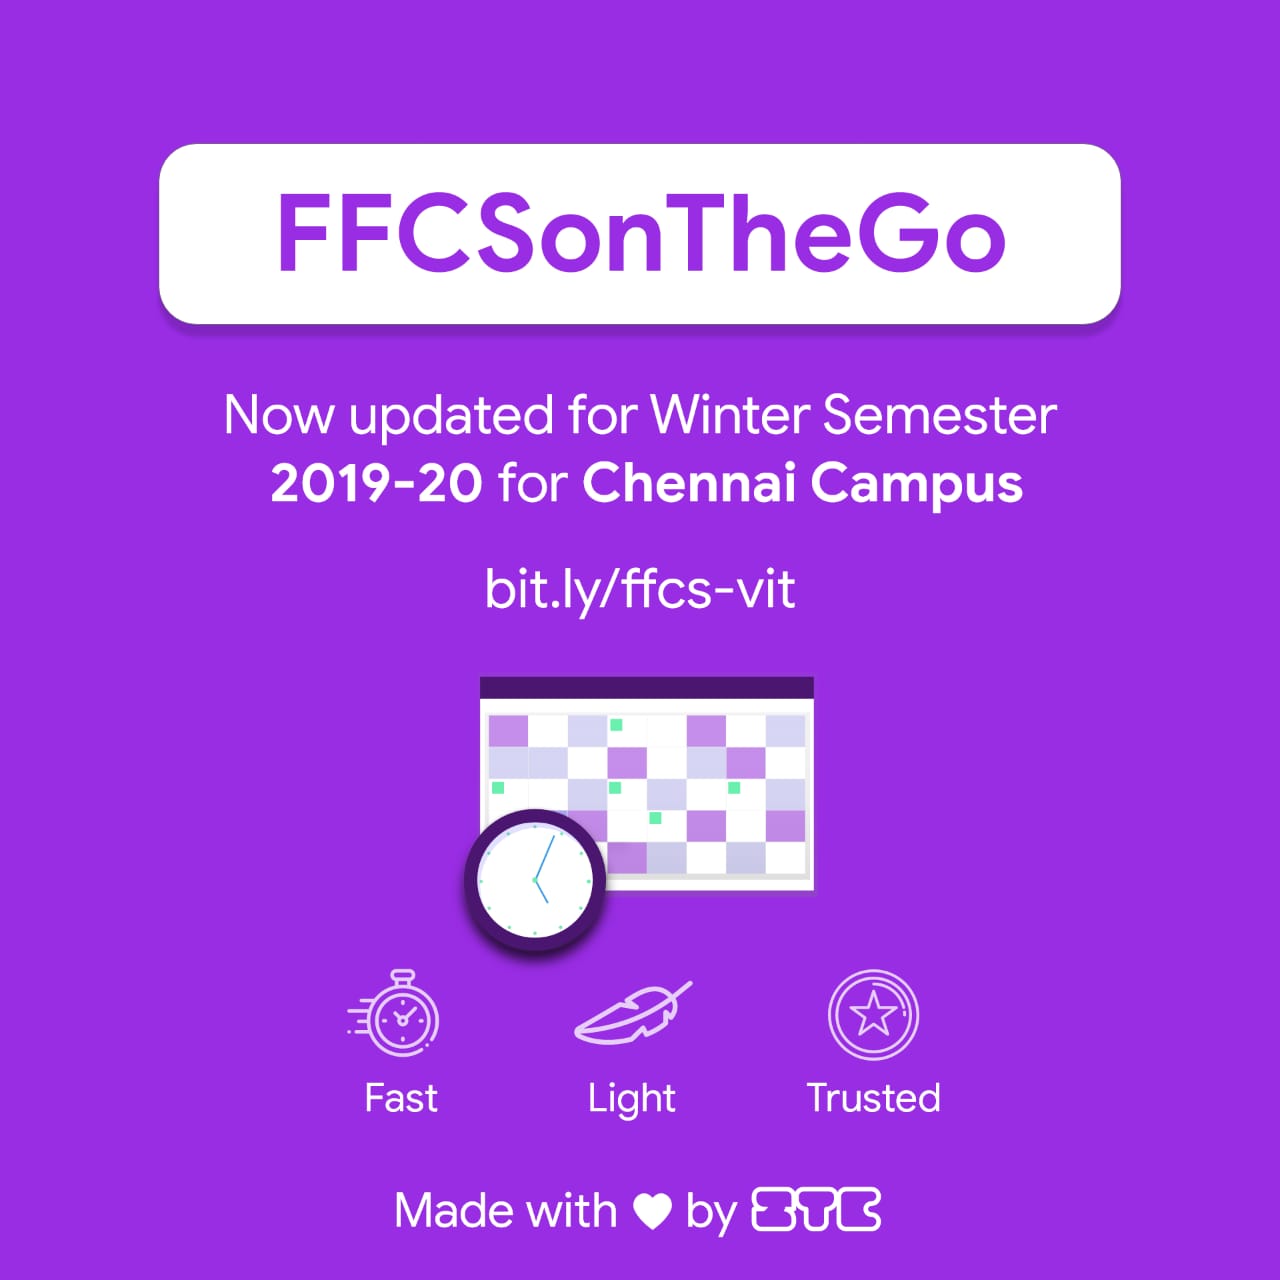 FFCSonTheGo
Now updated for Winter Semester
2019-20 for Chennai Campus
bit.ly/ffcs-vit
Fast
Light
Trusted
Made with by STC